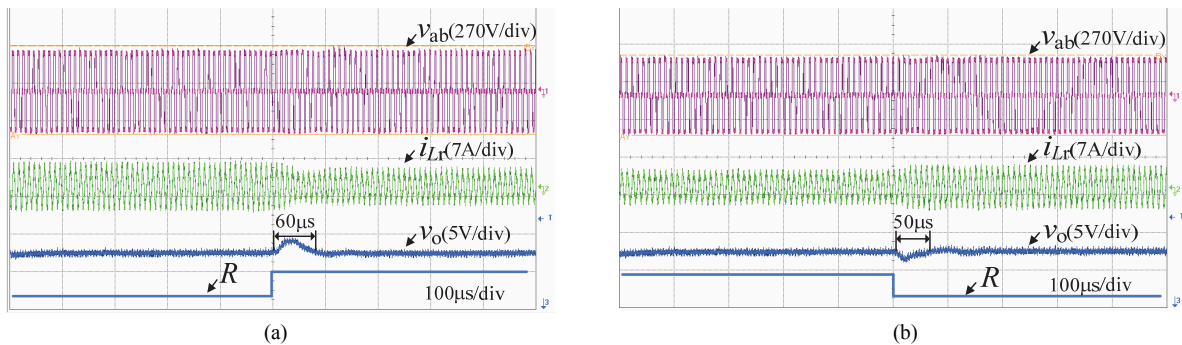 vab(270V/div)
iLr(7A/div)
60μs
vo(5V/div)
R
100μs/div
(a)
vab(270V/div)
iLr(7A/div)
50μs
vo(5V/div)
R
100μs/div
(b)